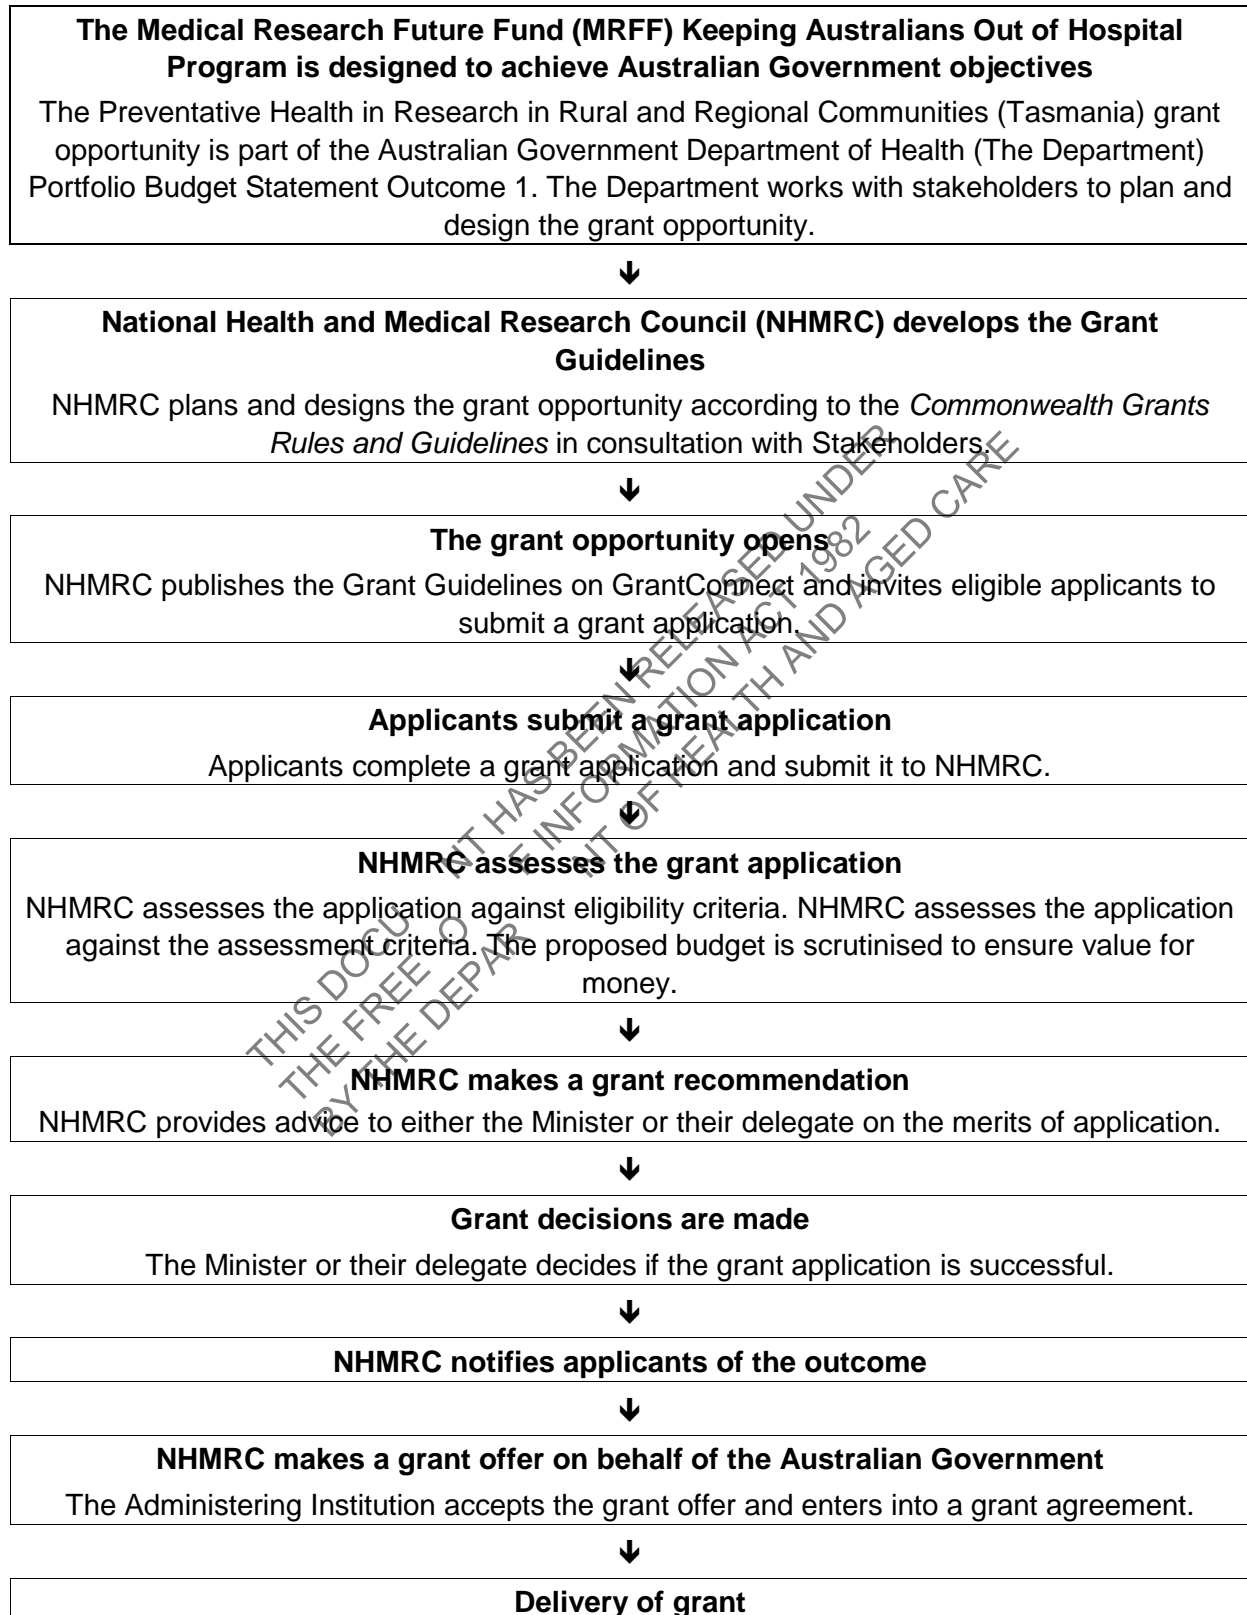 The Medical Research Future Fund (MRFF) Keeping Australians Out of Hospital
Program is designed to achieve Australian Government objectives
The Preventative Health in Research in Rural and Regional Communities (Tasmania) grant
opportunity is part of the Australian Government Department of Health (The Department)
Portfolio Budget Statement Outcome 1. The Department works with stakeholders to plan and
design the grant opportunity.
National Health and Medical Research Council (NHMRC) develops the Grant
Guidelines
NHMRC plans and designs the grant opportunity according to the Commonwealth Grants
Rules and Guidelines in consultation with Stakeholders.
The grant opportunity opens
NHMRC publishes the Grant Guidelines on GrantConnect and invites eligible applicants to
submit a grant application.
Applicants submit a grant application
Applicants complete a grant application and submit it to NHMRC.
NHMRC assesses the grant application
NHMRC assesses the application against eligibility criteria. NHMRC assesses the application
against the assessment criteria. The proposed budget is scrutinised to ensure value for
money.
NHMRC makes a grant recommendation
NHMRC provides advice to either the Minister or their delegate on the merits of application.
Grant decisions are made
The Minister or their delegate decides if the grant application is successful.
NHMRC notifies applicants of the outcome
NHMRC makes a grant offer on behalf of the Australian Government
The Administering Institution accepts the grant offer and enters into a grant agreement.
Delivery of grant
THIS DOCU NT HAS BEEN RELEASED UNDER
THE FREE O E INFORMATION ACT 1982
BY THE DEPAR NT OF HEALTH AND AGED CARE